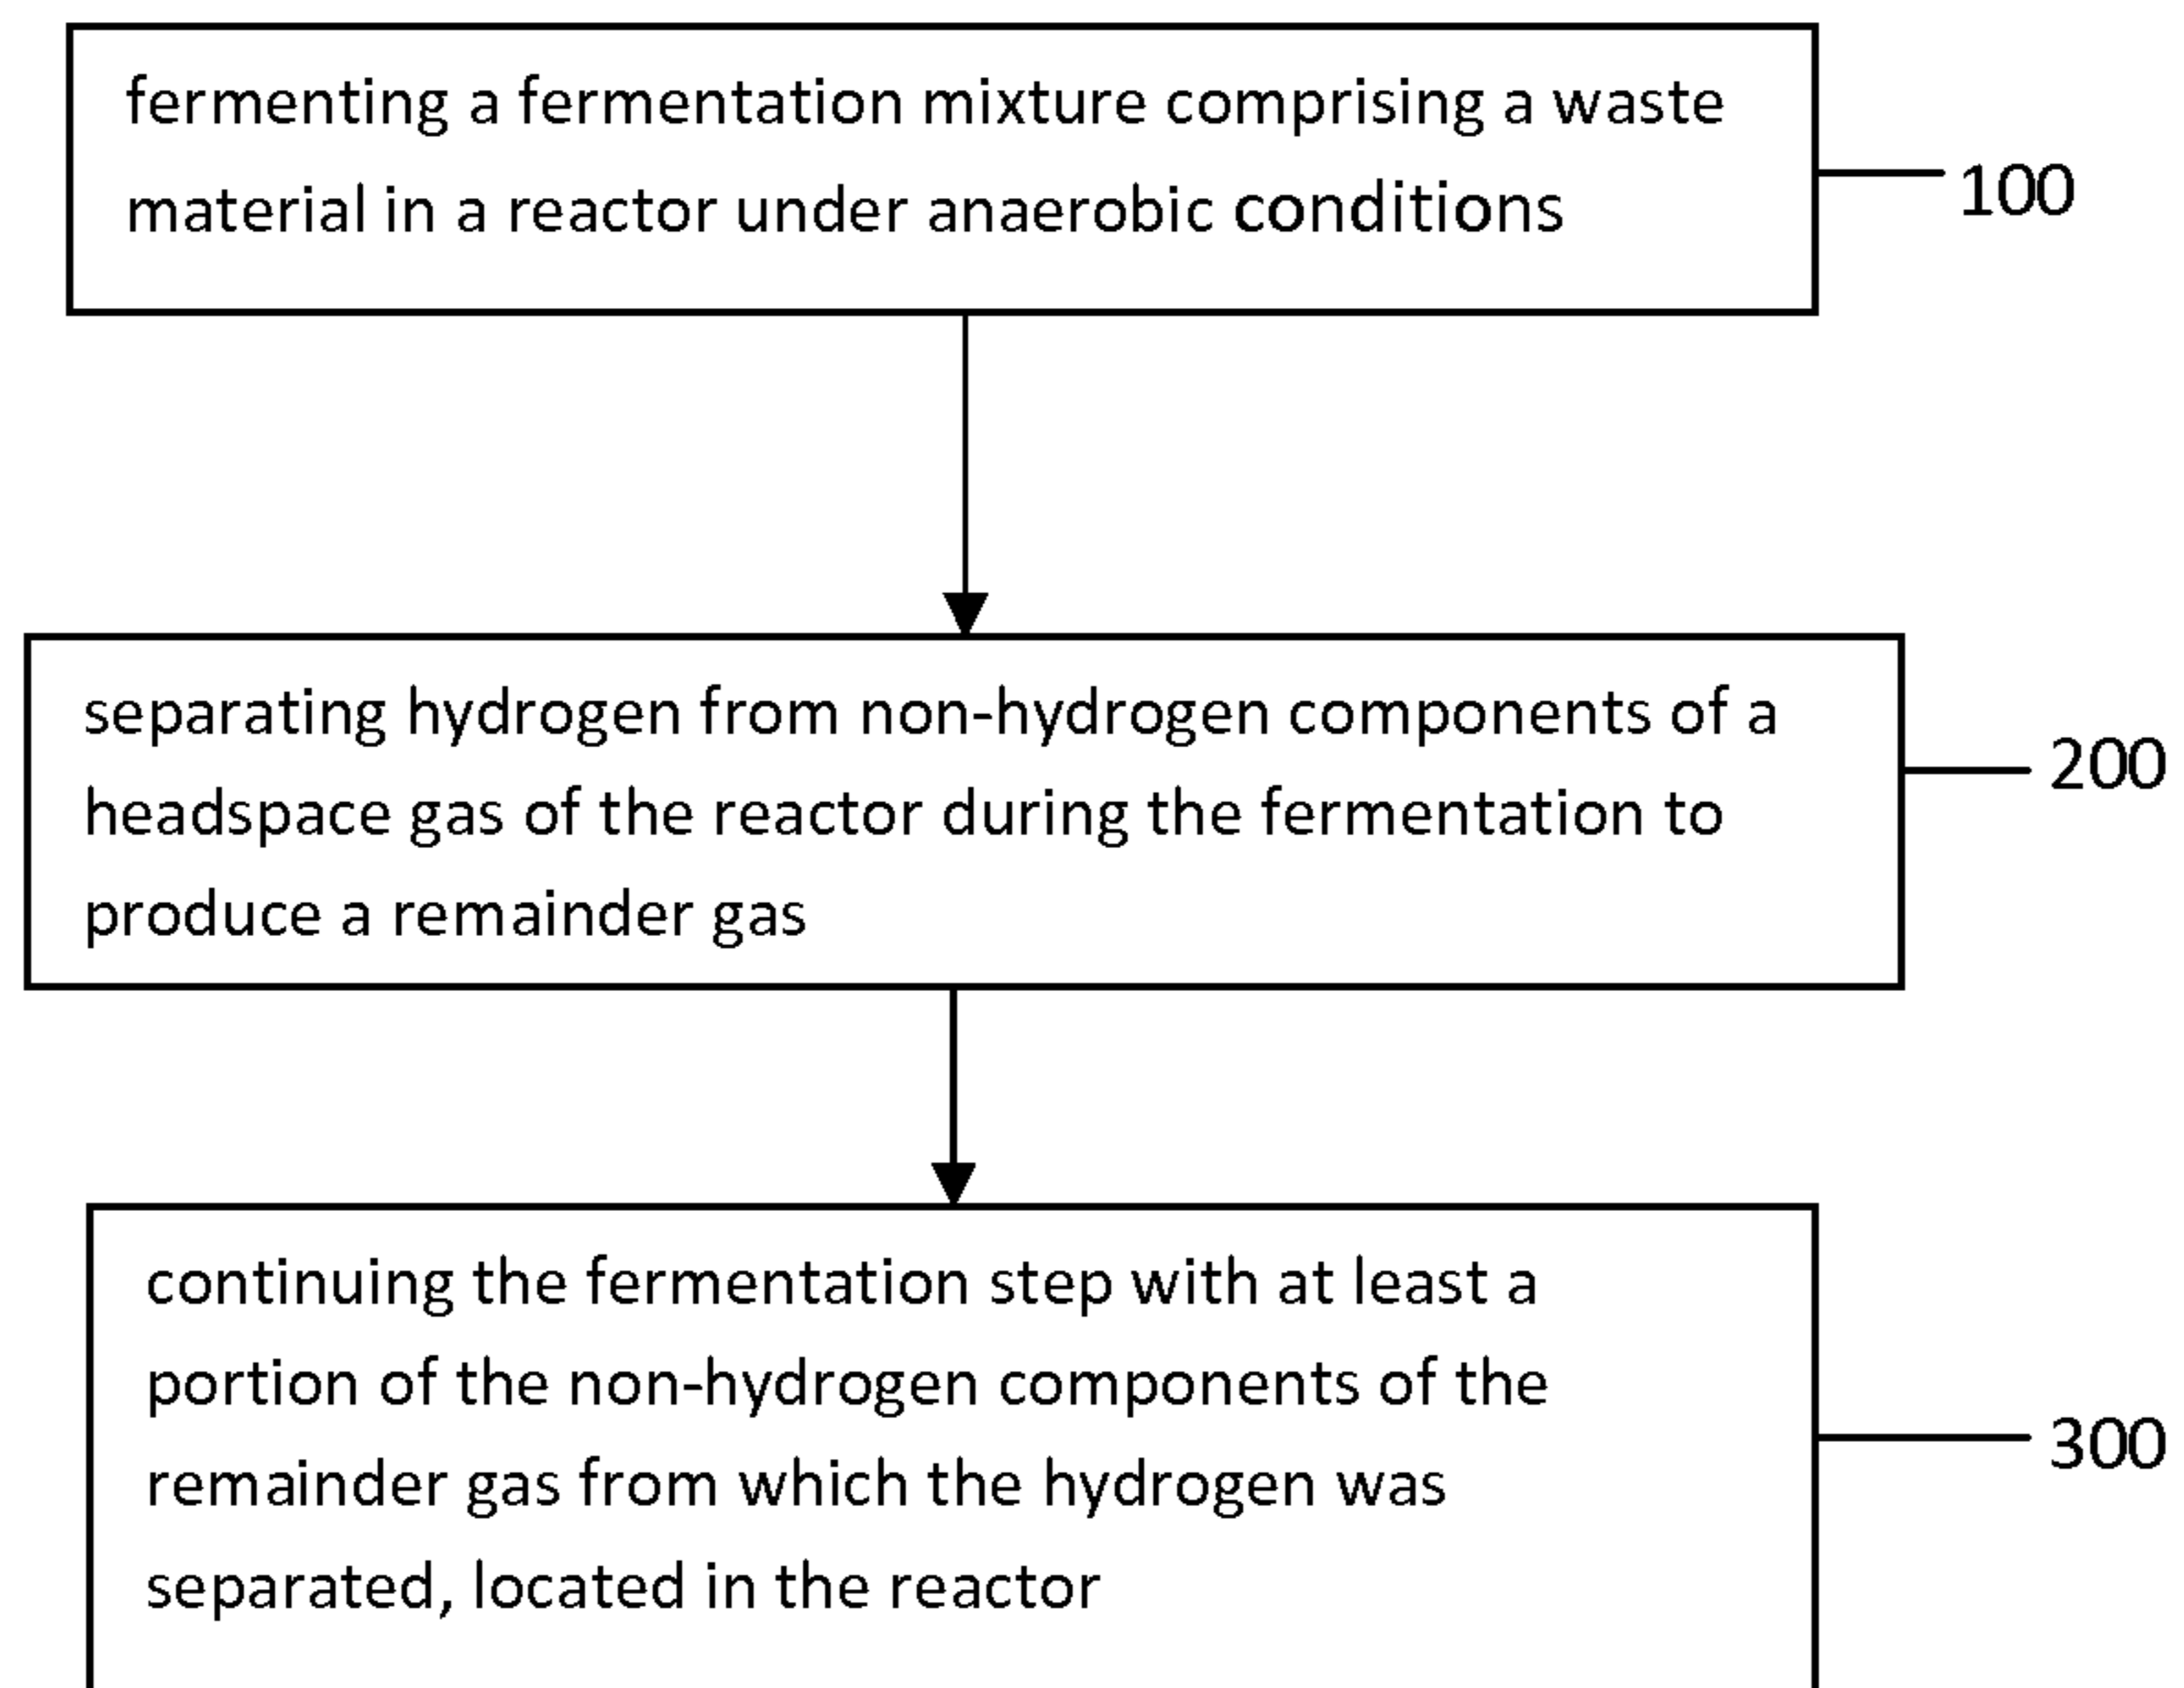 fermenting a fermentation mixture comprising a waste
material in a reactor under anaerobic conditions
100
separating hydrogen from non-hydrogen components of a
headspace gas of the reactor during the fermentation to
produce a remainder gas
200
continuing the fermentation step with at least a
portion of the non-hydrogen components of the
remainder gas from which the hydrogen was
separated, located in the reactor
300